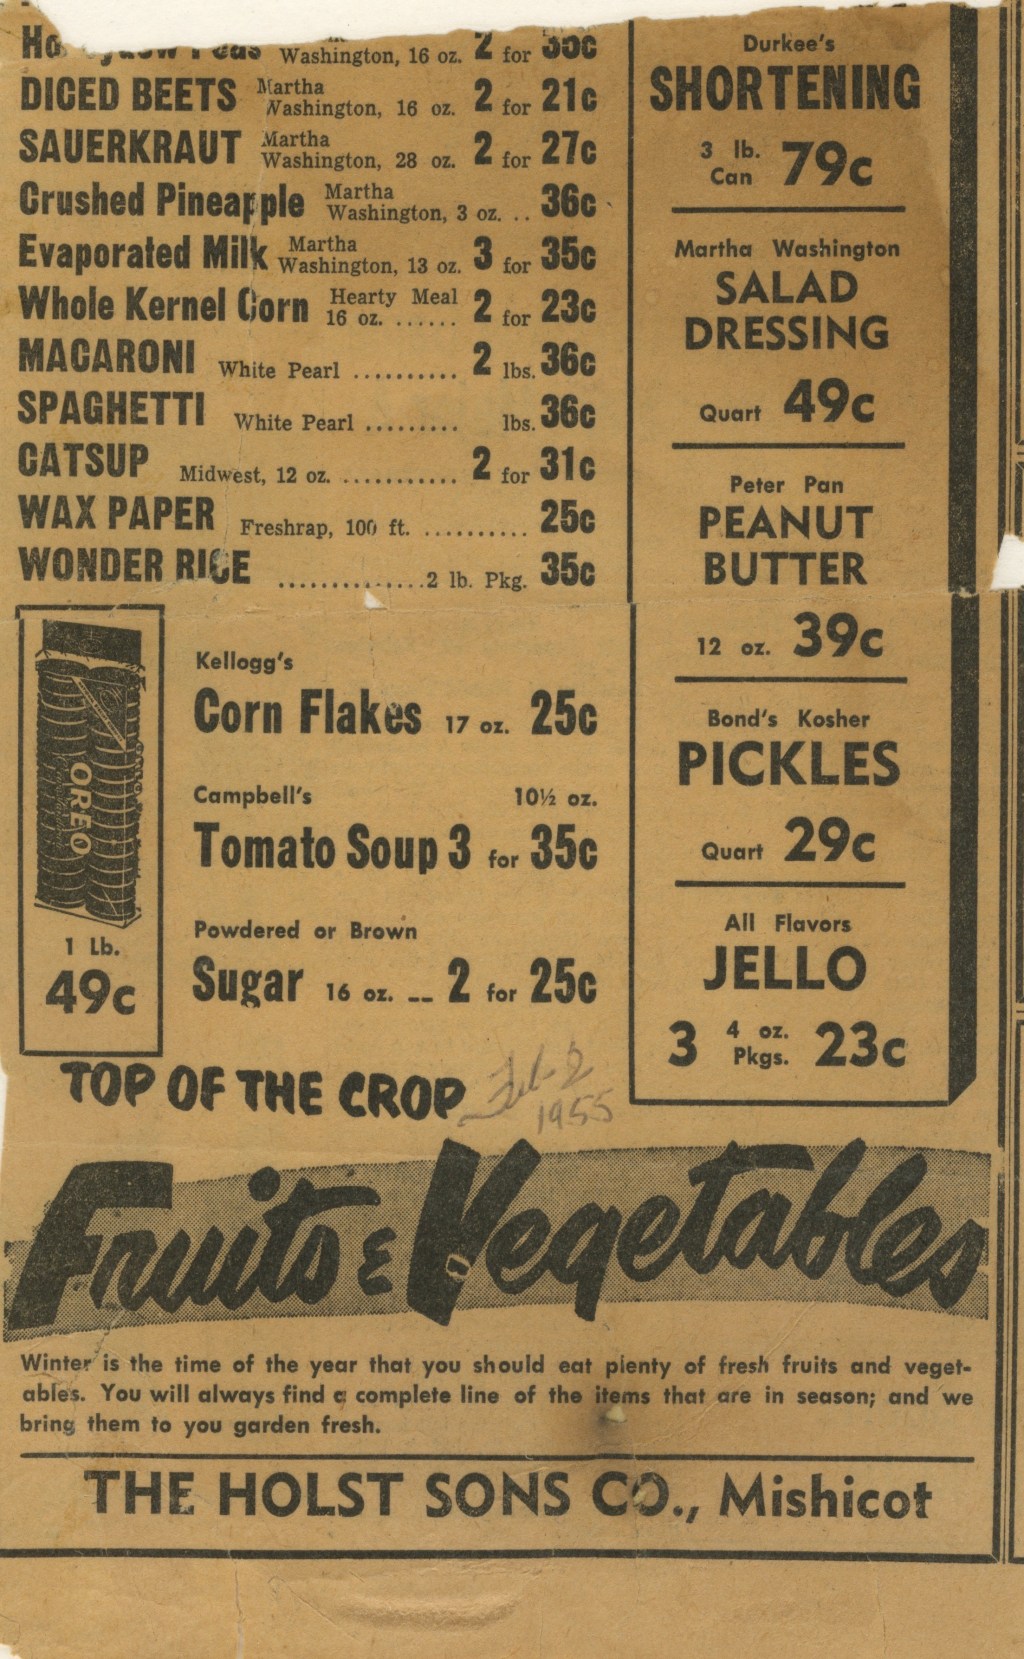 Peas Washington, 16 oz. 2 for 35c
DICED BEETS Martha Washington, 16 oz. 2 for 21c
SAUERKRAUT Martha Washington, 28 oz. 2 for 27c
Crushed Pineapple Martha Washington, 3 oz. .. 36c
Evaporated Milk Martha Washington, 13 oz. 3 for 35c
Whole Kernel Corn Hearty Meal 16 oz. ...... 2 for 23c
MACARONI White Pearl .......... 2 lbs. 36c
SPAGHETTI White Pearl ......... lbs. 36c
CATSUP Midwest, 12 oz. ........... 2 for 31c
WAX PAPER Freshrap, 100 ft. .......... 25c
WONDER RICE ..............2 lb. Pkg. 35c
OREO
1 Lb.
49c
Kellogg's
Corn Flakes 17 oz. 25c
Campbell's 10½ oz.
Tomato Soup 3 for 35c
Powdered or Brown
Sugar 16 oz. -- 2 for 25c
Durkee's
SHORTENING
3 lb. Can 79c
Martha Washington
SALAD
DRESSING
Quart 49c
Peter Pan
PEANUT
BUTTER
12 oz. 39c
Bond's Kosher
PICKLES
Quart 29c
All Flavors
JELLO
3 4 oz. Pkgs. 23c
TOP OF THE CROP
Feb 2
1955
Fruits & Vegetables
Winter is the time of the year that you should eat plenty of fresh fruits and veget-
ables. You will always find a complete line of the items that are in season; and we
bring them to you garden fresh.
THE HOLST SONS CO., Mishicot